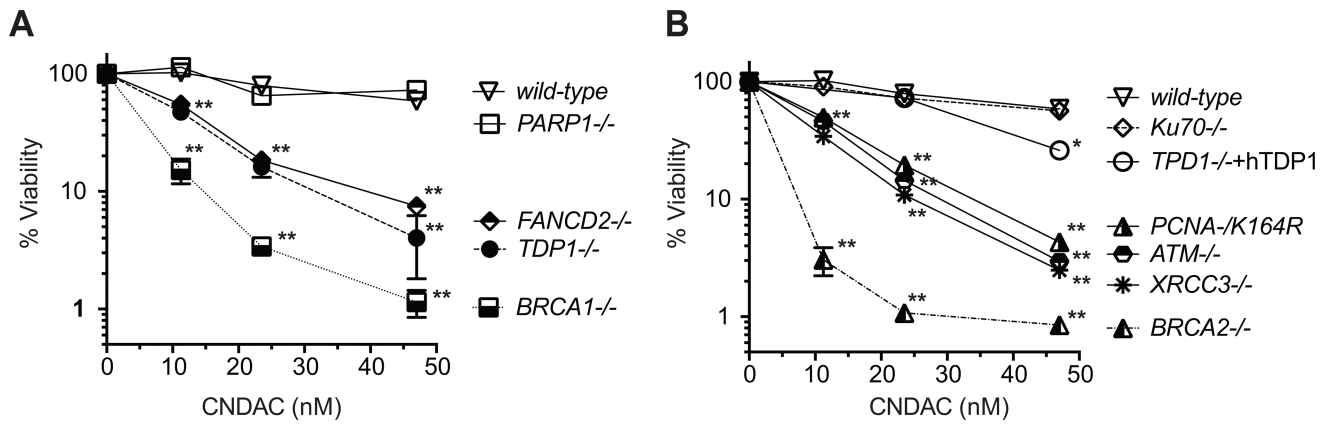 A
% Viability
100
10
1
0
10
20
30
40
50
CNDAC (nM)
**
**
**
**
**
**
**
wild-type
PARP1-/-
FANCD2-/-
TDP1-/-
BRCA1-/-
B
% Viability
100
10
1
0
10
20
30
40
50
CNDAC (nM)
**
**
**
**
**
**
*
**
**
**
**
wild-type
Ku70-/-
TPD1-/-+hTDP1
PCNA-/K164R
ATM-/-
XRCC3-/-
BRCA2-/-